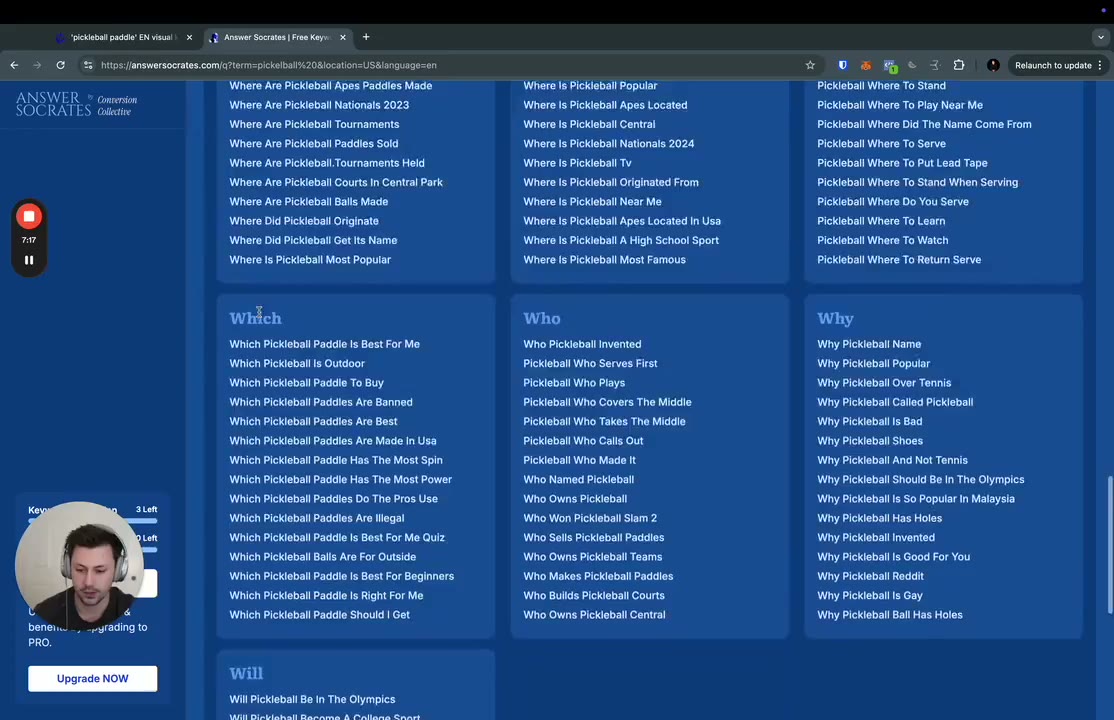 'pickleball paddle' EN visual
Answer Socrates | Free Keyw
https://answersocrates.com/q?term=pickelball%20&location=US&language=en
1
Relaunch to update
ANSWER SOCRATES
by Conversion Collective
Where Are Pickleball Apes Paddles Made
Where Are Pickleball Nationals 2023
Where Are Pickleball Tournaments
Where Are Pickleball Paddles Sold
Where Are Pickleball.Tournaments Held
Where Are Pickleball Courts In Central Park
Where Are Pickleball Balls Made
Where Did Pickleball Originate
Where Did Pickleball Get Its Name
Where Is Pickleball Most Popular
Where Is Pickleball Popular
Where Is Pickleball Apes Located
Where Is Pickleball Central
Where Is Pickleball Nationals 2024
Where Is Pickleball Tv
Where Is Pickleball Originated From
Where Is Pickleball Near Me
Where Is Pickleball Apes Located In Usa
Where Is Pickleball A High School Sport
Where Is Pickleball Most Famous
Pickleball Where To Stand
Pickleball Where To Play Near Me
Pickleball Where Did The Name Come From
Pickleball Where To Serve
Pickleball Where To Put Lead Tape
Pickleball Where To Stand When Serving
Pickleball Where Do You Serve
Pickleball Where To Learn
Pickleball Where To Watch
Pickleball Where To Return Serve
7:17
Which
Which Pickleball Paddle Is Best For Me
Which Pickleball Is Outdoor
Which Pickleball Paddle To Buy
Which Pickleball Paddles Are Banned
Which Pickleball Paddles Are Best
Which Pickleball Paddles Are Made In Usa
Which Pickleball Paddle Has The Most Spin
Which Pickleball Paddle Has The Most Power
Which Pickleball Paddles Do The Pros Use
Which Pickleball Paddles Are Illegal
Which Pickleball Paddle Is Best For Me Quiz
Which Pickleball Balls Are For Outside
Which Pickleball Paddle Is Best For Beginners
Which Pickleball Paddle Is Right For Me
Which Pickleball Paddle Should I Get
Who
Who Pickleball Invented
Pickleball Who Serves First
Pickleball Who Plays
Pickleball Who Covers The Middle
Pickleball Who Takes The Middle
Pickleball Who Calls Out
Pickleball Who Made It
Who Named Pickleball
Who Owns Pickleball
Who Won Pickleball Slam 2
Who Sells Pickleball Paddles
Who Owns Pickleball Teams
Who Makes Pickleball Paddles
Who Builds Pickleball Courts
Who Owns Pickleball Central
Why
Why Pickleball Name
Why Pickleball Popular
Why Pickleball Over Tennis
Why Pickleball Called Pickleball
Why Pickleball Is Bad
Why Pickleball Shoes
Why Pickleball And Not Tennis
Why Pickleball Should Be In The Olympics
Why Pickleball Is So Popular In Malaysia
Why Pickleball Has Holes
Why Pickleball Invented
Why Pickleball Is Good For You
Why Pickleball Reddit
Why Pickleball Is Gay
Why Pickleball Ball Has Holes
3 Left
0 Left
benefits by upgrading to
PRO.
Upgrade NOW
Will
Will Pickleball Be In The Olympics
Will Pickleball Become A College Sport